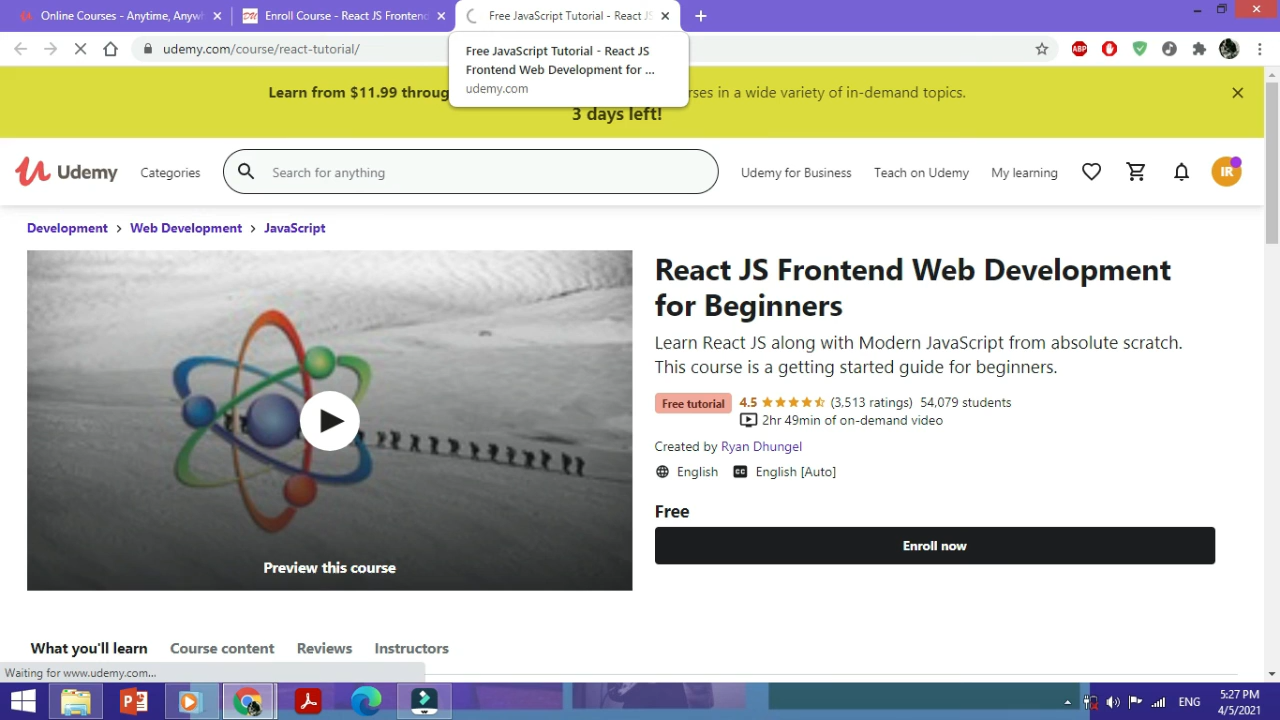 Online Courses - Anytime, Anyw
Enroll Course - React JS Frontend
Free JavaScript Tutorial - React JS
udemy.com/course/react-tutorial/
Free JavaScript Tutorial - React JS
Frontend Web Development for ...
udemy.com
ABP
Learn from $11.99 throug
rses in a wide variety of in-demand topics.
3 days left!
Udemy
Categories
Search for anything
Udemy for Business
Teach on Udemy
My learning
IR
Development > Web Development > JavaScript
Preview this course
React JS Frontend Web Development
for Beginners
Learn React JS along with Modern JavaScript from absolute scratch.
This course is a getting started guide for beginners.
Free tutorial 4.5 (3,513 ratings) 54,079 students
2hr 49min of on-demand video
Created by Ryan Dhungel
English CC English [Auto]
Free
Enroll now
What you'll learn
Course content
Reviews
Instructors
Waiting for www.udemy.com...
ENG
5:27 PM
4/5/2021